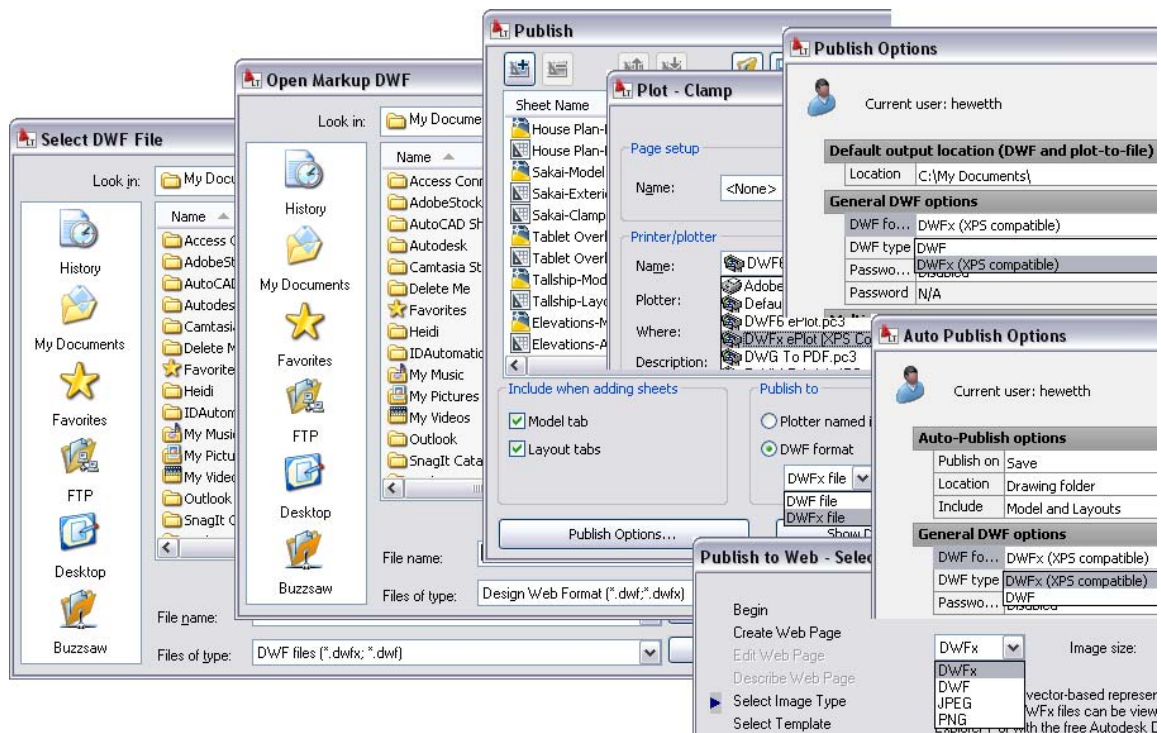 Select DWF File
Look in:
My Docu
Name
History
My Documents
Favorites
FTP
Desktop
Buzzsaw
Access C
AdobeSt
AutoCAD
Autodes
Camtasi
Delete M
Favorite
Heidi
IDAutom
My Music
My Pictu
My Video
Outlook
SnagIt C
File name:
Files of type:
DWF files (*.dwfx; *.dwf)
Open Markup DWF
Look in:
My Docume
Name
History
My Documents
Favorites
FTP
Desktop
Buzzsaw
Access Conn
AdobeStock
AutoCAD Sh
Autodesk
Camtasia St
Delete Me
Favorites
Heidi
IDAutomatic
My Music
My Pictures
My Videos
Outlook
SnagIt Cata
File name:
Files of type:
Design Web Format (*.dwf;*.dwfx)
Publish
Sheet Name
House Plan-
House Plan-
Sakai-Model
Sakai-Exteri
Sakai-Clamp
Tablet Overl
Tablet Overl
Tallship-Mod
Tallship-Layo
Elevations-M
Elevations-A
Include when adding sheets
Model tab
Layout tabs
Publish to
Plotter named i
DWF format
DWFx file
DWF file
DWFx file
Publish Options...
Show D
Plot - Clamp
Page setup
Name:
<None>
Printer/plotter
Name:
DWF6
Plotter:
Where:
Description:
Adobe
Defau
DWF6 ePlot.pc3
DWFx ePlot (XPS Co
DWG To PDF.pc3
Publish Options
Current user: hewetth
Default output location (DWF and plot-to-file)
Location C:\My Documents\
General DWF options
DWF fo... DWFx (XPS compatible)
DWF type DWF
DWFx (XPS compatible)
Passwo... Disabled
Password N/A
Auto Publish Options
Current user: hewetth
Auto-Publish options
Publish on Save
Location Drawing folder
Include Model and Layouts
General DWF options
DWF fo... DWFx (XPS compatible)
DWF type DWFx (XPS compatible)
DWF
Passwo... Disabled
Publish to Web - Selec
Begin
Create Web Page
Edit Web Page
Describe Web Page
Select Image Type
Select Template
DWFx
Image size:
DWFx
DWF
JPEG
PNG
vector-based represen
WFx files can be view
with the free Autodesk D